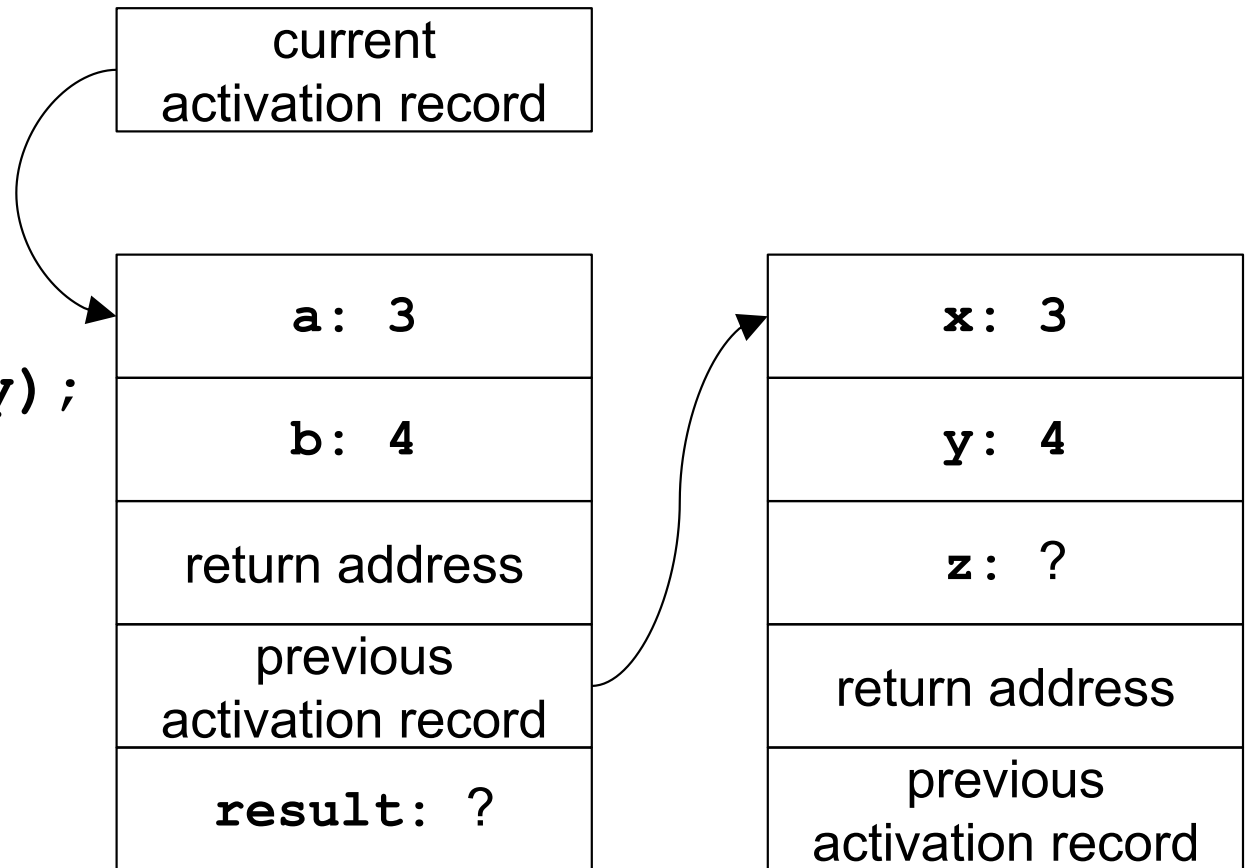 current
activation record
y);
a: 3
b: 4
return address
previous
activation record
result: ?
x: 3
y: 4
z: ?
return address
previous
activation record